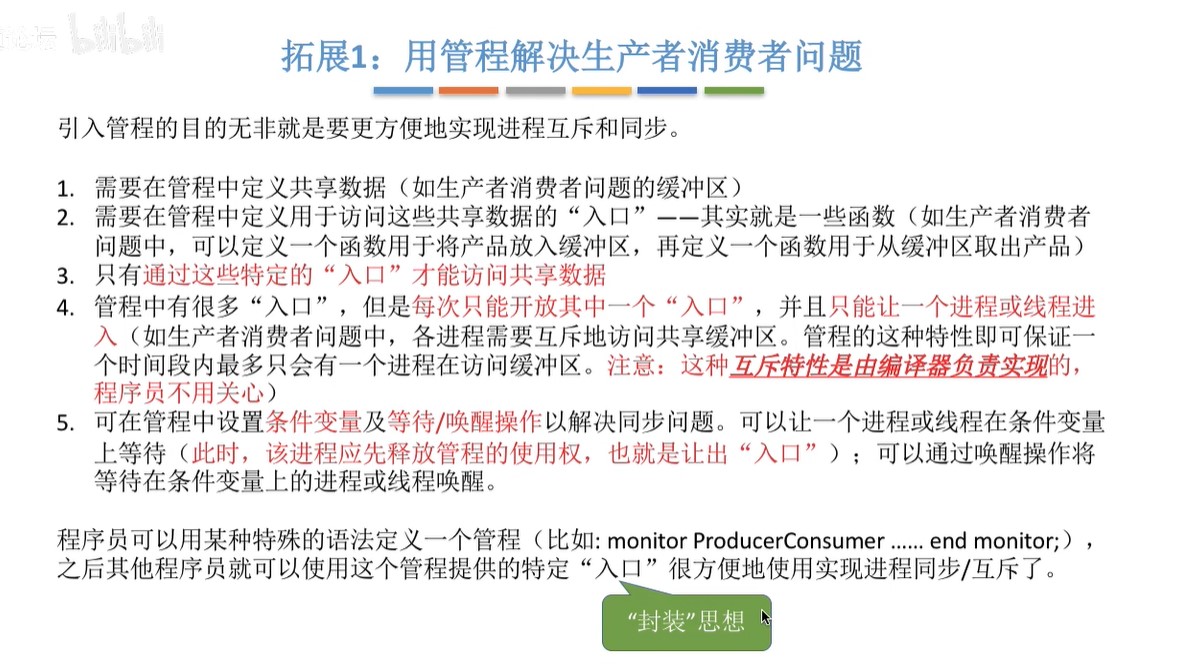 bilibili
拓展1：用管程解决生产者消费者问题
引入管程的目的无非就是要更方便地实现进程互斥和同步。
1. 需要在管程中定义共享数据（如生产者消费者问题的缓冲区）
2. 需要在管程中定义用于访问这些共享数据的“入口”——其实就是一些函数（如生产者消费者
问题中，可以定义一个函数用于将产品放入缓冲区，再定义一个函数用于从缓冲区取出产品）
3. 只有通过这些特定的“入口”才能访问共享数据
4. 管程中有很多“入口”，但是每次只能开放其中一个“入口”，并且只能让一个进程或线程进
入（如生产者消费者问题中，各进程需要互斥地访问共享缓冲区。管程的这种特性即可保证一
个时间段内最多只会有一个进程在访问缓冲区。注意：这种互斥特性是由编译器负责实现的，
程序员不用关心）
5. 可在管程中设置条件变量及等待/唤醒操作以解决同步问题。可以让一个进程或线程在条件变量
上等待（此时，该进程应先释放管程的使用权，也就是让出“入口”）；可以通过唤醒操作将
等待在条件变量上的进程或线程唤醒。
程序员可以用某种特殊的语法定义一个管程（比如: monitor ProducerConsumer …… end monitor;），
之后其他程序员就可以使用这个管程提供的特定“入口”很方便地使用实现进程同步/互斥了。
“封装”思想